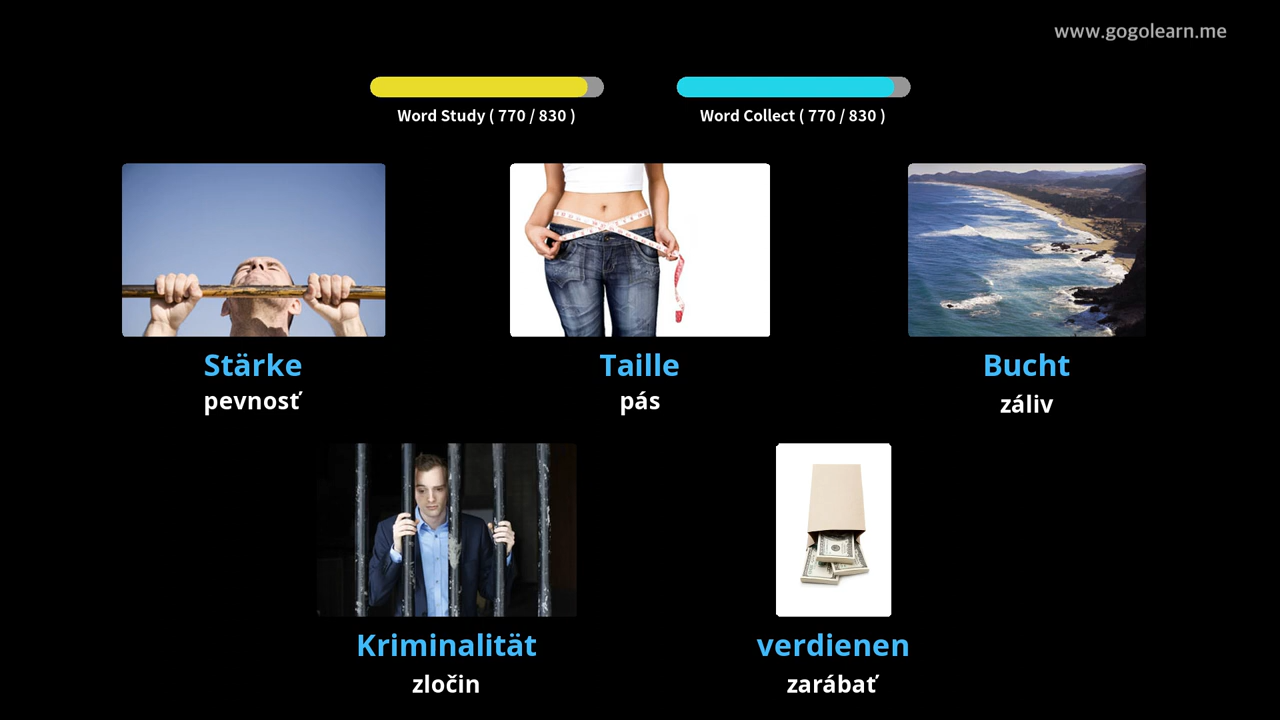 www.gogolearn.me
Word Study ( 770 / 830 )
Word Collect ( 770 / 830 )
Stärke
pevnosť
Taille
pás
Bucht
záliv
Kriminalität
zločin
verdienen
zarábať